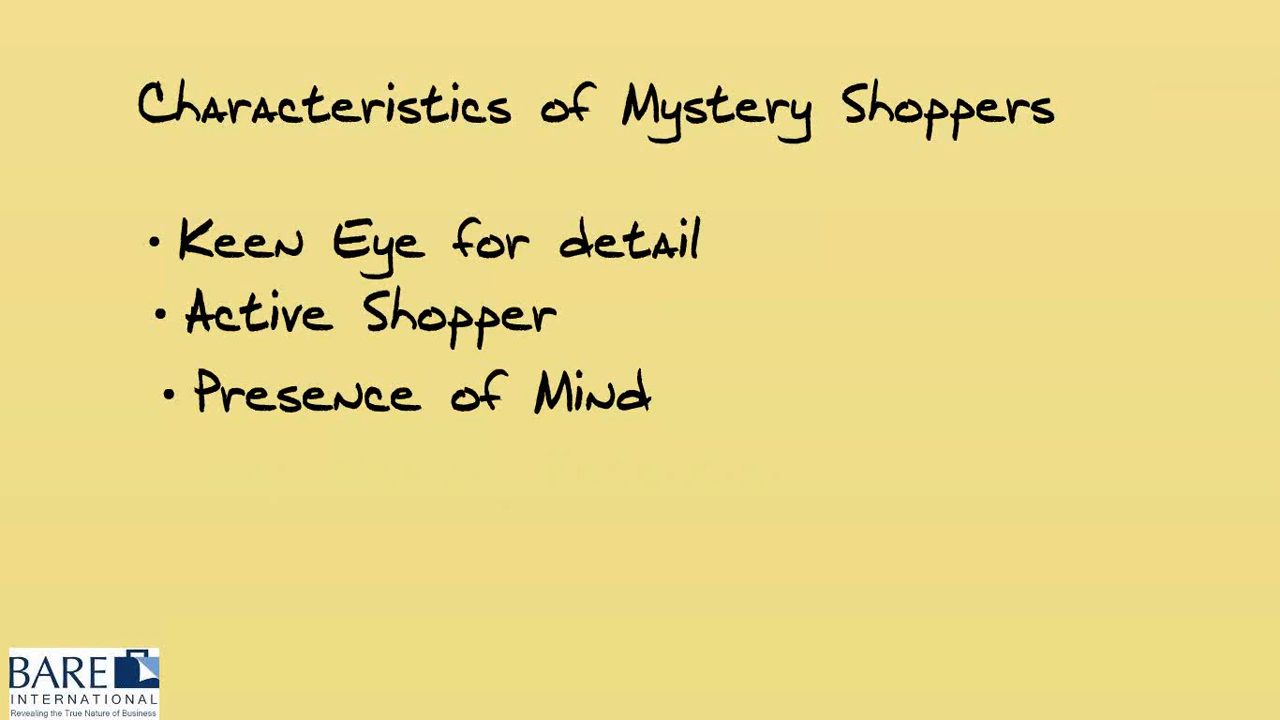 Characteristics of Mystery Shoppers
• Keen Eye for detail
• Active Shopper
• Presence of Mind
BARE
INTERNATIONAL
Revealing the True Nature of Business